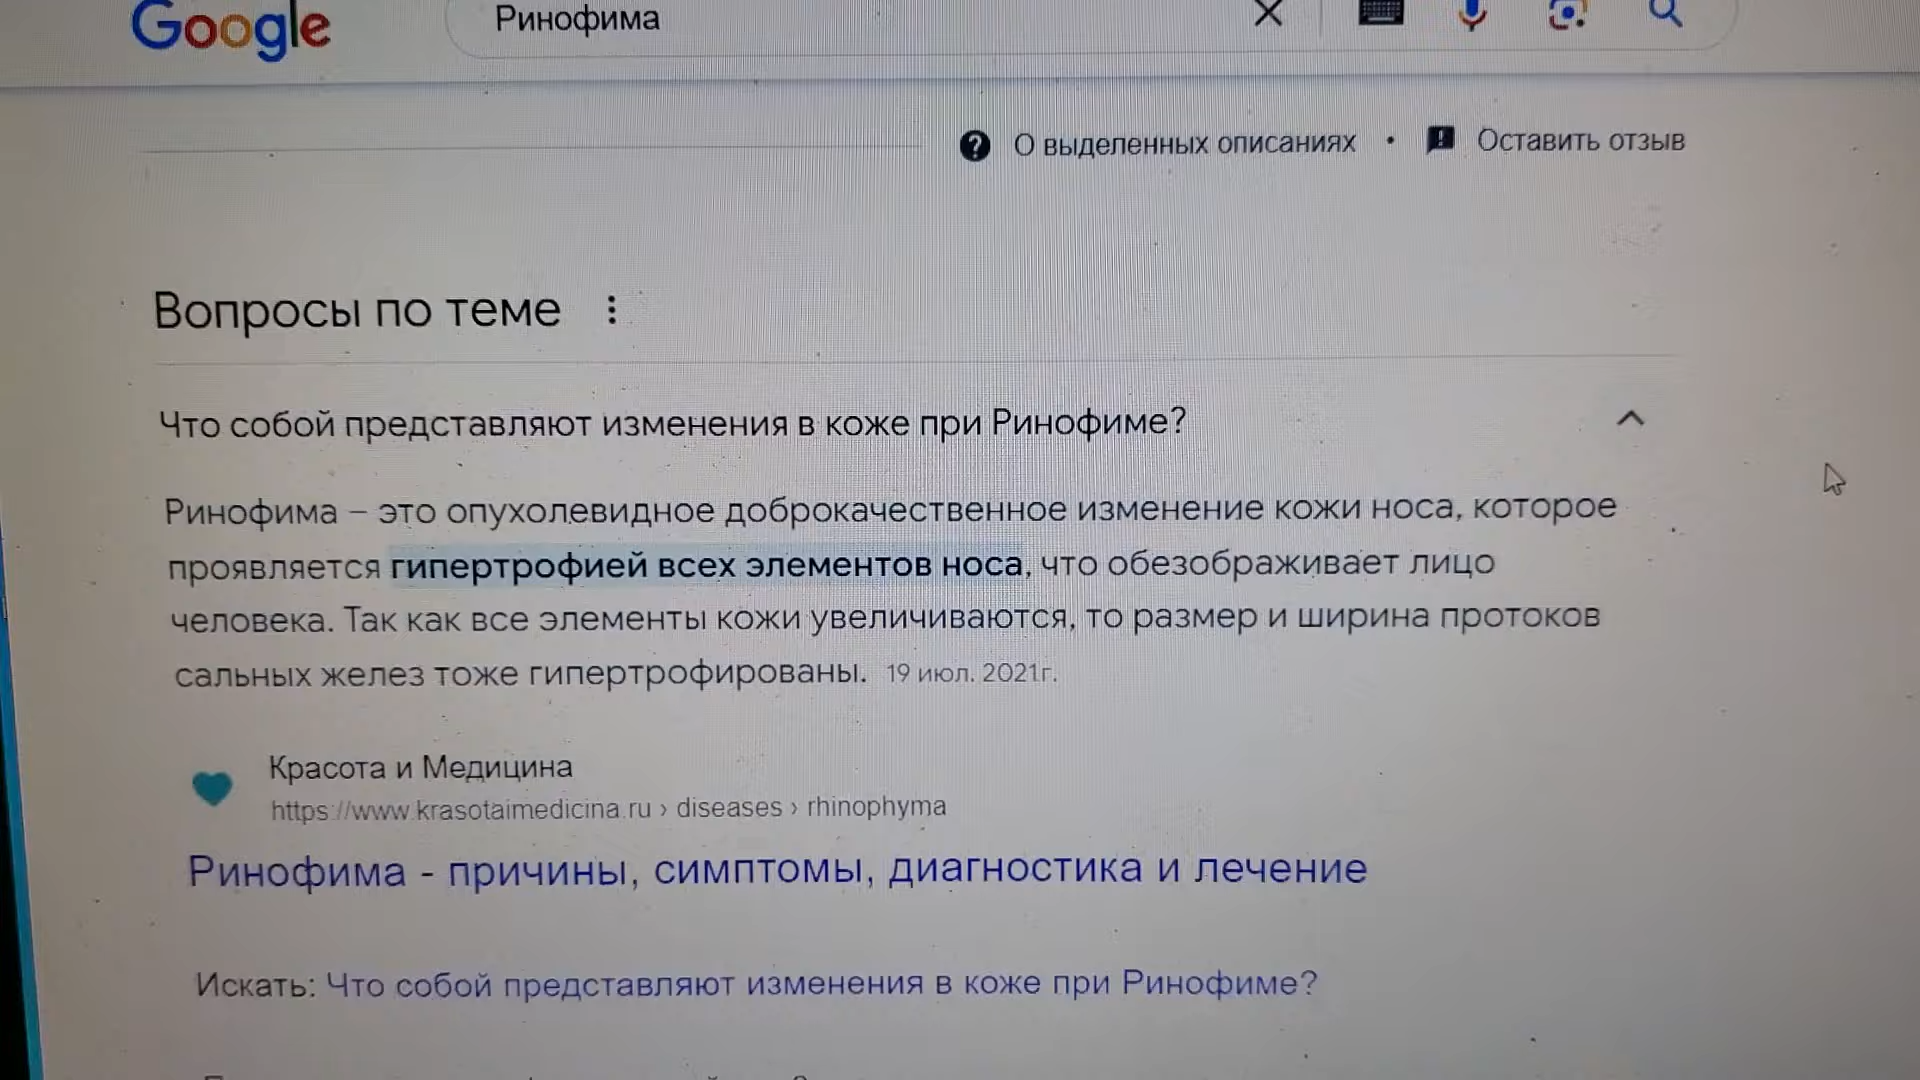 Google Ринофима
О выделенных описаниях • Оставить отзыв
Вопросы по теме
Что собой представляют изменения в коже при Ринофиме?
Ринофима – это опухолевидное доброкачественное изменение кожи носа, которое
проявляется гипертрофией всех элементов носа, что обезображивает лицо
человека. Так как все элементы кожи увеличиваются, то размер и ширина протоков
сальных желез тоже гипертрофированы. 19 июл. 2021г.
Красота и Медицина
https://www.krasotaimedicina.ru › diseases › rhinophyma
Ринофима - причины, симптомы, диагностика и лечение
Искать: Что собой представляют изменения в коже при Ринофиме?